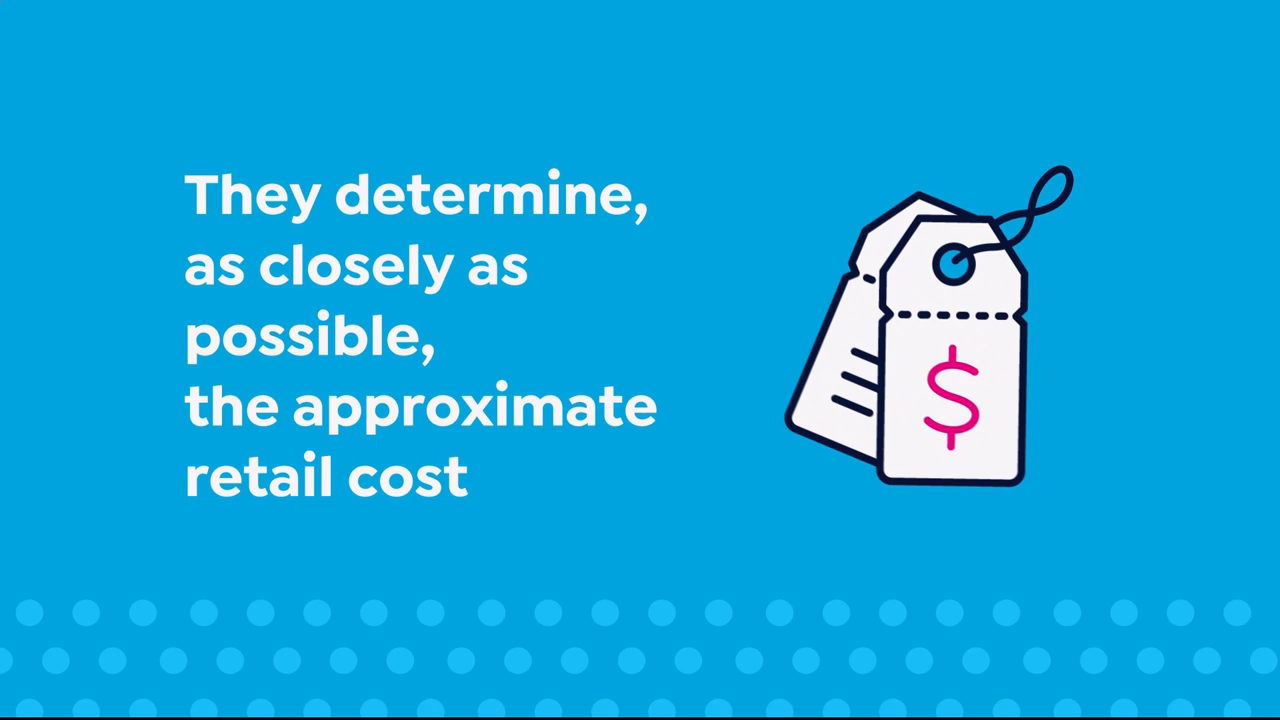 They determine,
as closely as
possible,
the approximate
retail cost
$